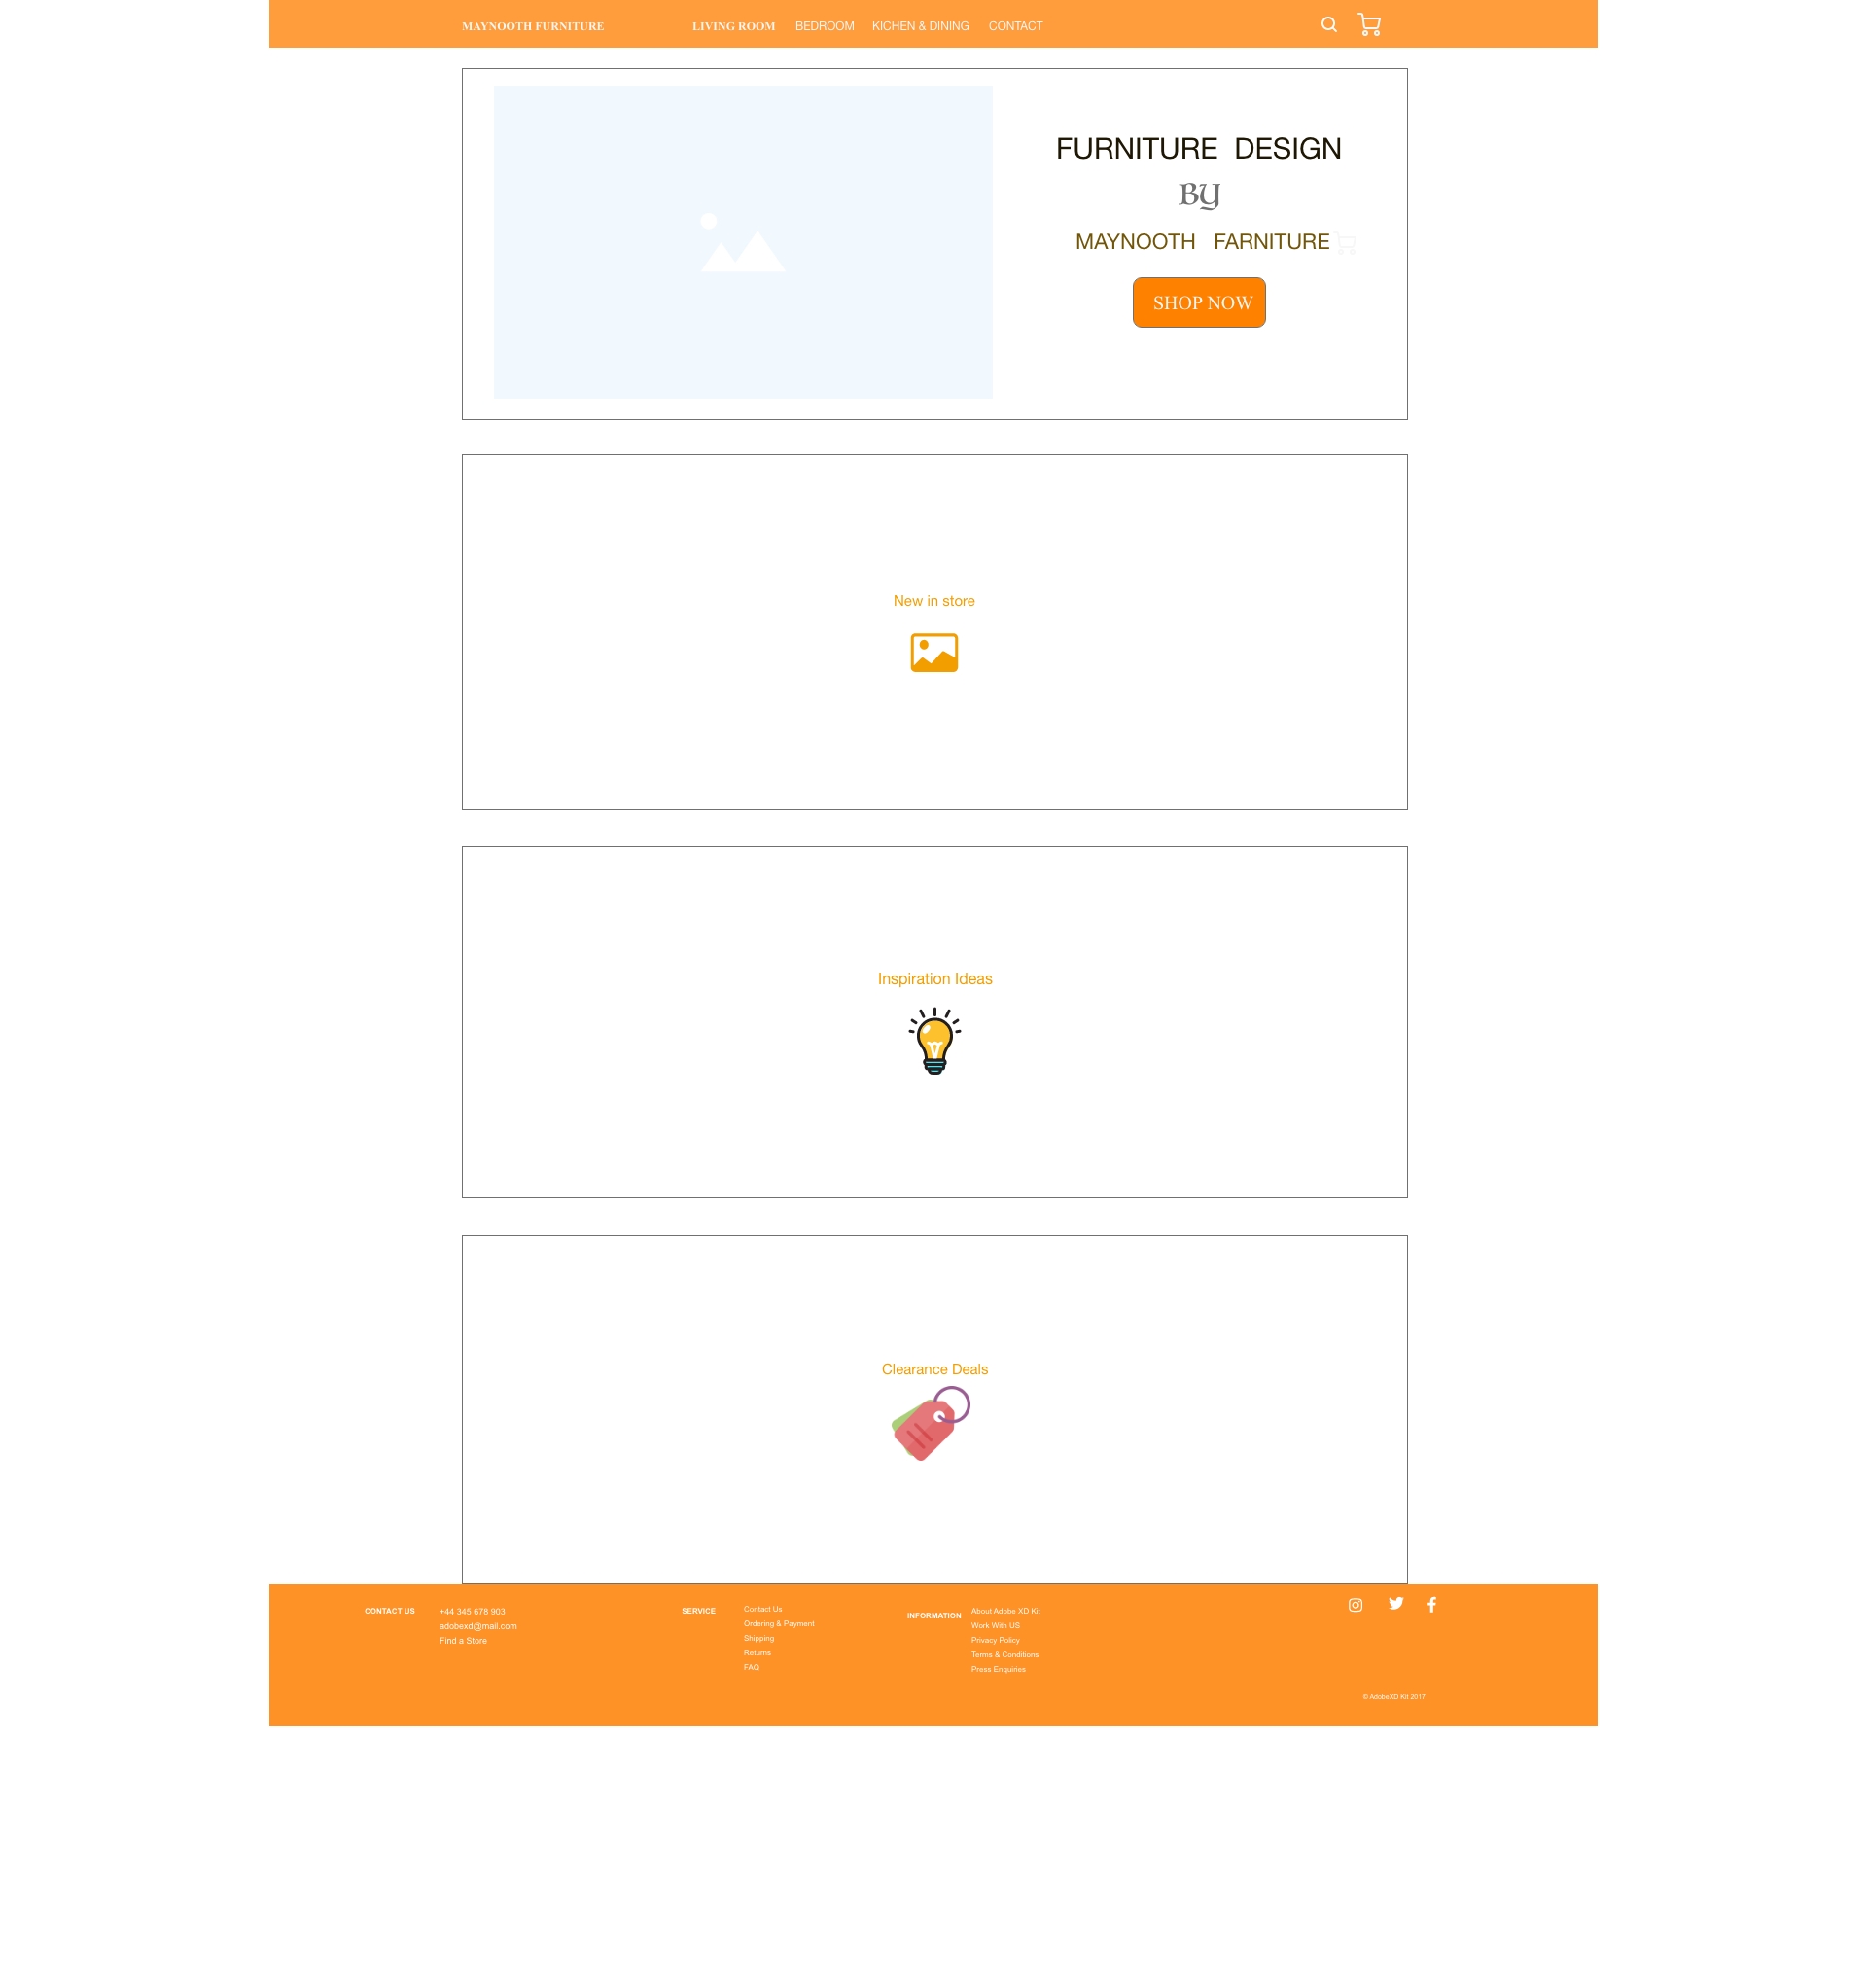 MAYNOOTH FURNITURE LIVING ROOM BEDROOM KICHEN & DINING CONTACT
FURNITURE DESIGN
BY
MAYNOOTH FARNITURE
SHOP NOW
New in store
Inspiration Ideas
Clearance Deals
CONTACT US
+44 345 678 903
adobexd@mail.com
Find a Store
SERVICE
Contact Us
Ordering & Payment
Shipping
Returns
FAQ
INFORMATION
About Adobe XD Kit
Work With US
Privacy Policy
Terms & Conditions
Press Enquiries
© AdobeXD Kit 2017